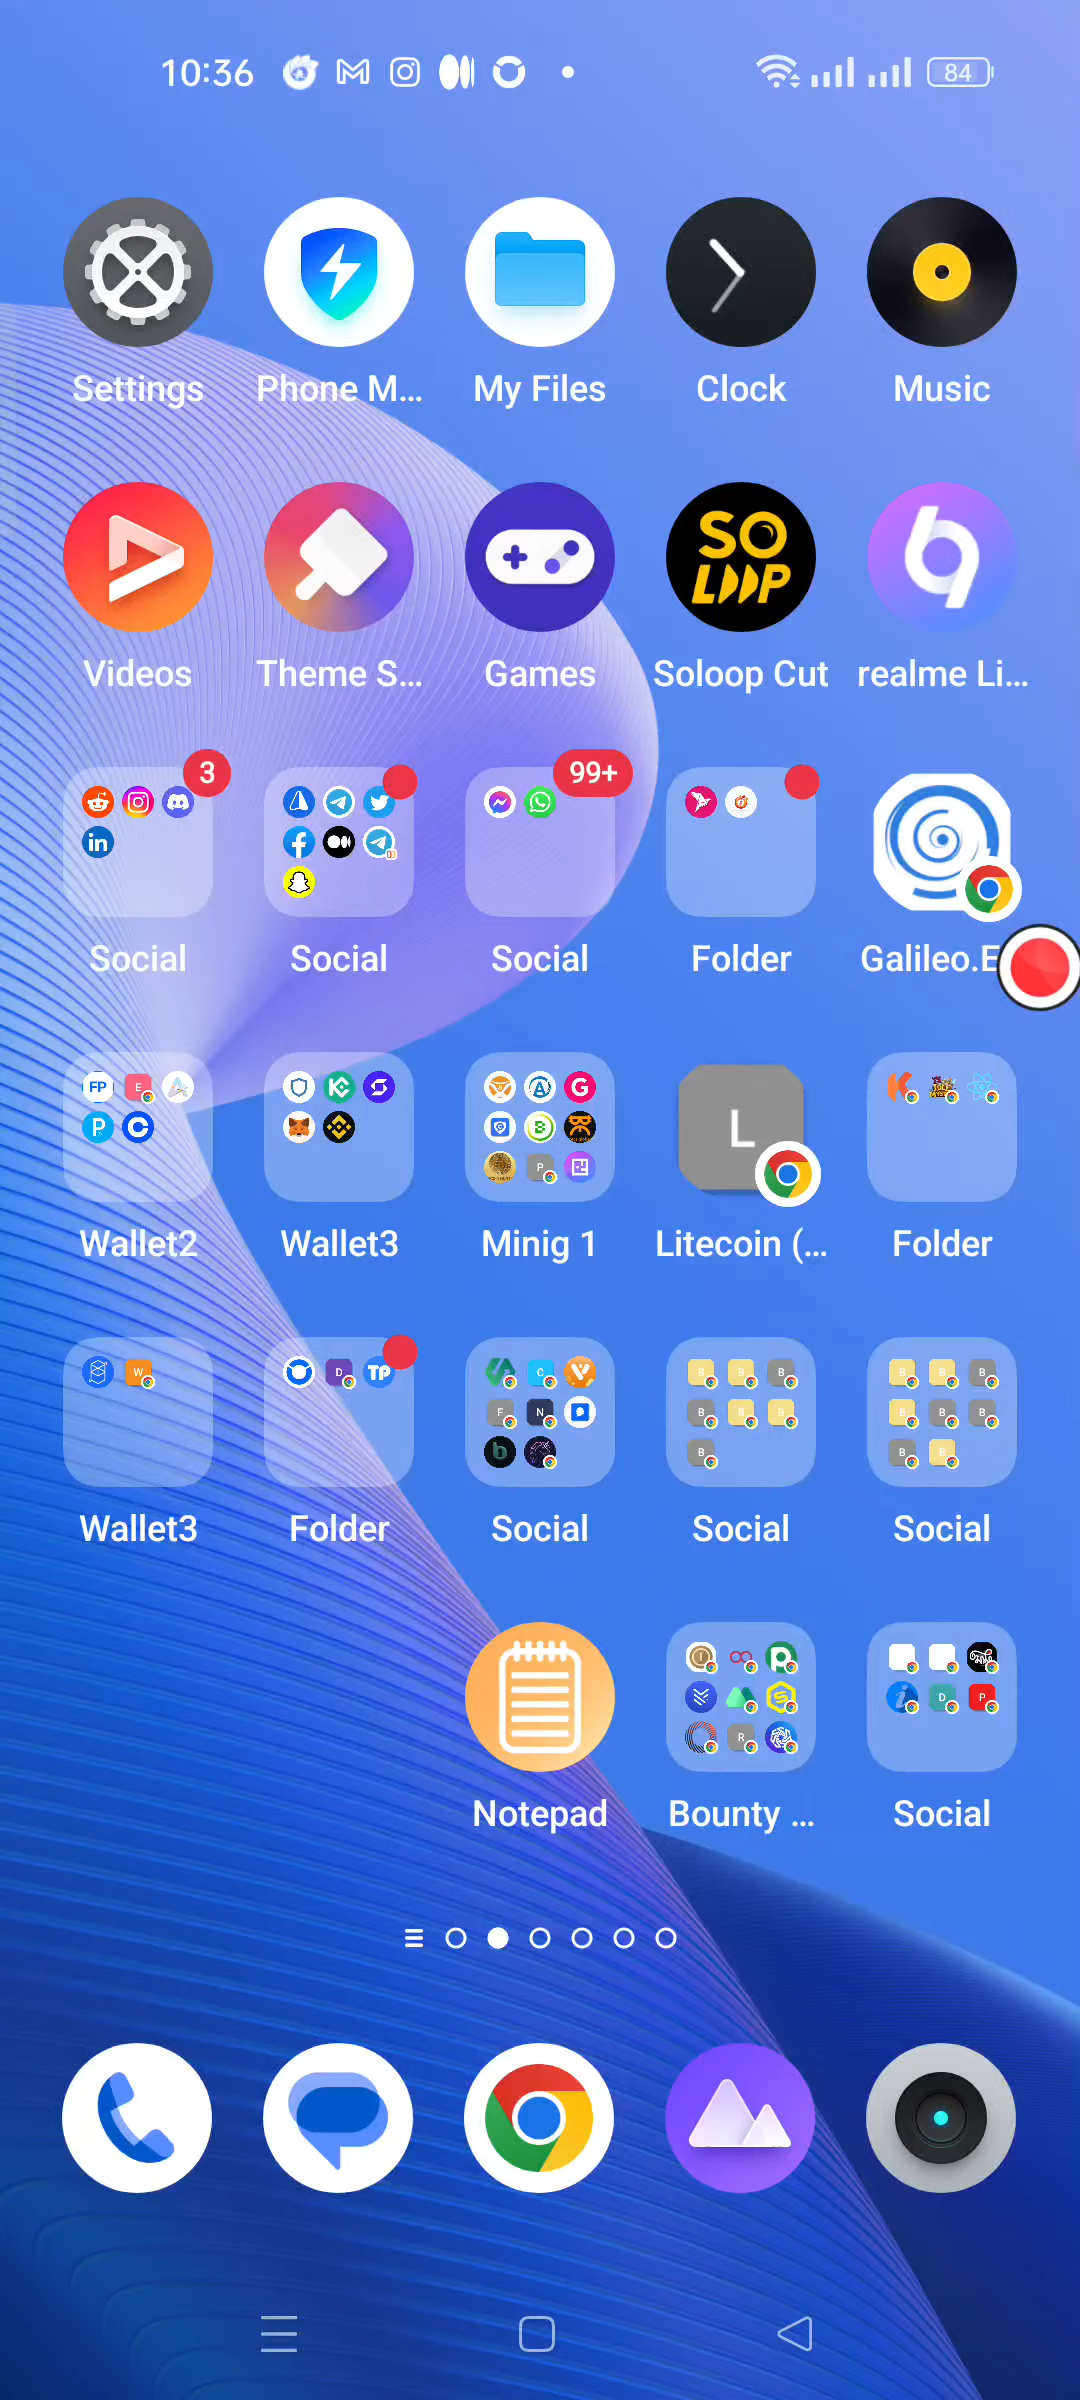 10:36
84
Settings Phone M... My Files Clock Music
SO
LOOP
Videos Theme S... Games Soloop Cut realme Li...
3 99+
in
Social Social Social Folder Galileo.E
FP E G
P
L
P
Wallet2 Wallet3 Minig 1 Litecoin (... Folder
W D TP C B B B B B B
F N B B B B B B
b B B B
Wallet3 Folder Social Social Social
D P
R
Notepad Bounty ... Social